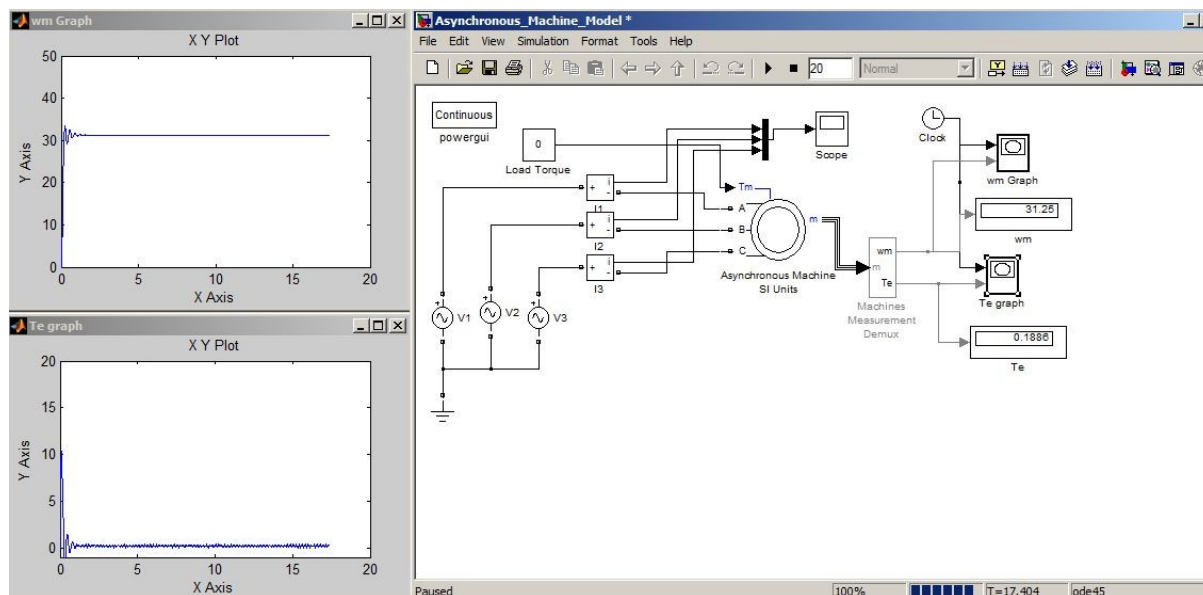 wm Graph
X Y Plot
50
40
30
20
10
0
Y Axis
0 5 10 15 20
X Axis
Te graph
X Y Plot
20
15
10
5
0
Y Axis
0 5 10 15 20
X Axis
Asynchronous_Machine_Model *
File Edit View Simulation Format Tools Help
20 Normal
Continuous
powergui
0
Load Torque
Scope
Clock
wm Graph
31.25
wm
+ i
-
I1
+ i
-
I2
+ i
-
I3
Tm
A
B
C
m
Asynchronous Machine
SI Units
wm
m
Te
Machines
Measurement
Demux
Te graph
0.1886
Te
+ V1
+ V2
+ V3
Paused 100% T=17.404 ode45